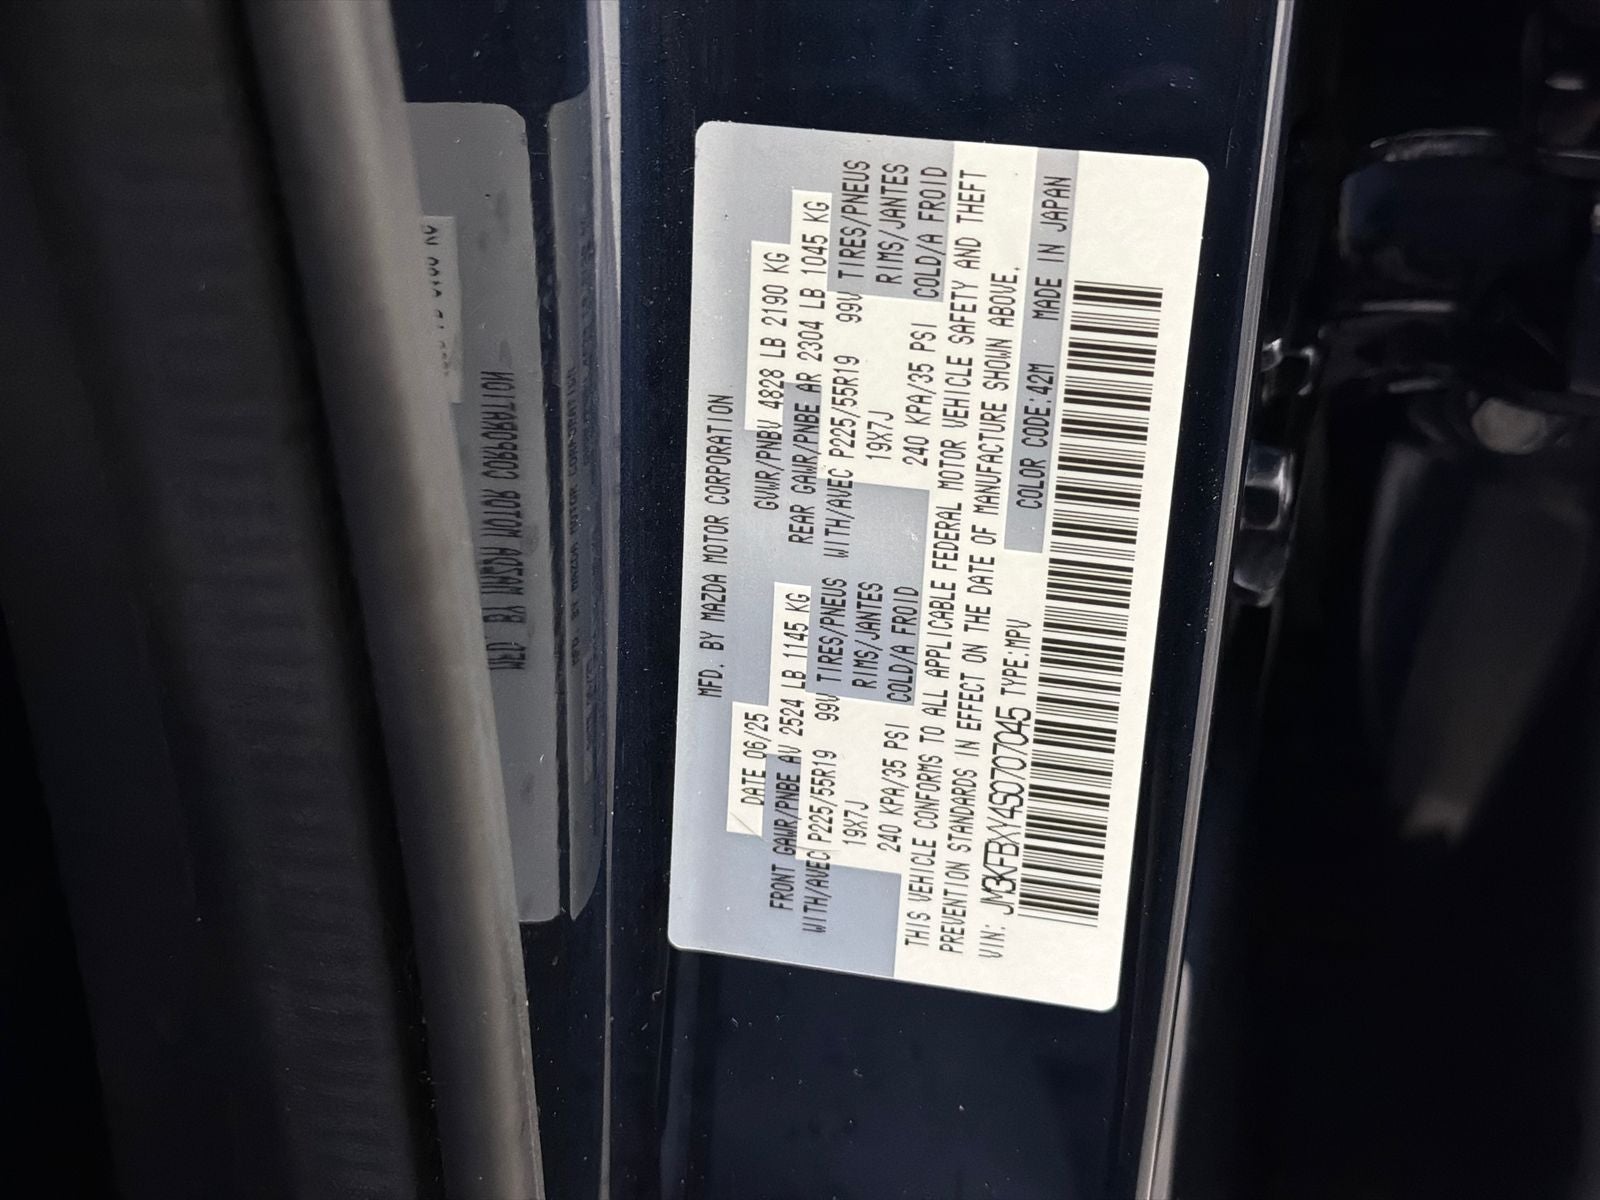 MFD. BY MAZDA MOTOR CORPORATION
DATE 06/25 GVWR/PNBV 4828 LB 2190 KG
FRONT GAWR/PNBE AV 2524 LB 1145 KG REAR GAWR/PNBE AR 2304 LB 1045 KG
WITH/AVEC P225/55R19 99V TIRES/PNEUS WITH/AVEC P225/55R19 99V TIRES/PNEUS
19X7J RIMS/JANTES 19X7J RIMS/JANTES
240 KPA/35 PSI COLD/A FROID 240 KPA/35 PSI COLD/A FROID
THIS VEHICLE CONFORMS TO ALL APPLICABLE FEDERAL MOTOR VEHICLE SAFETY AND THEFT
PREVENTION STANDARDS IN EFFECT ON THE DATE OF MANUFACTURE SHOWN ABOVE.
VIN: JM3KFBXY4S0707045 TYPE:MPV COLOR CODE:42M MADE IN JAPAN